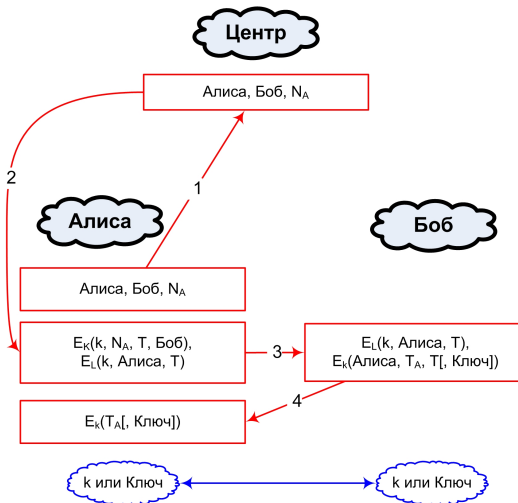 Центр
Алиса, Боб, N_A
2
1
Алиса
Боб
Алиса, Боб, N_A
E_K(k, N_A, T, Боб),
E_L(k, Алиса, T)
3
E_L(k, Алиса, T),
E_k(Алиса, T_A, T[, Ключ])
4
E_k(T_A[, Ключ])
k или Ключ
k или Ключ